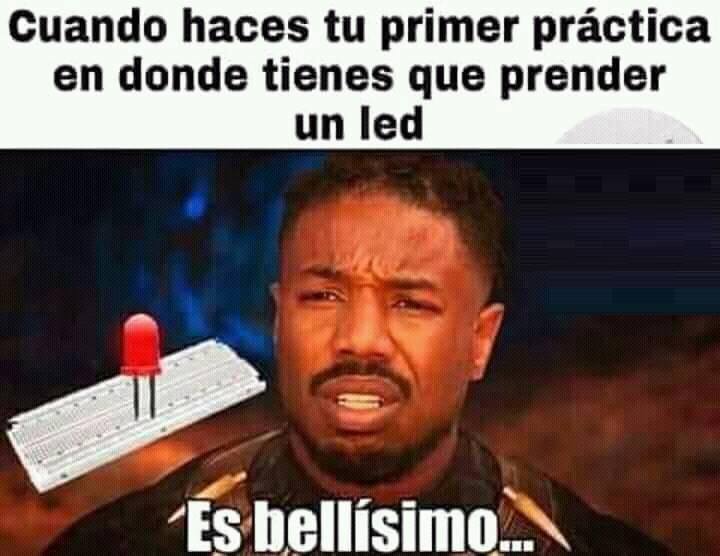 Cuando haces tu primer práctica
en donde tienes que prender
un led
Es bellísimo...